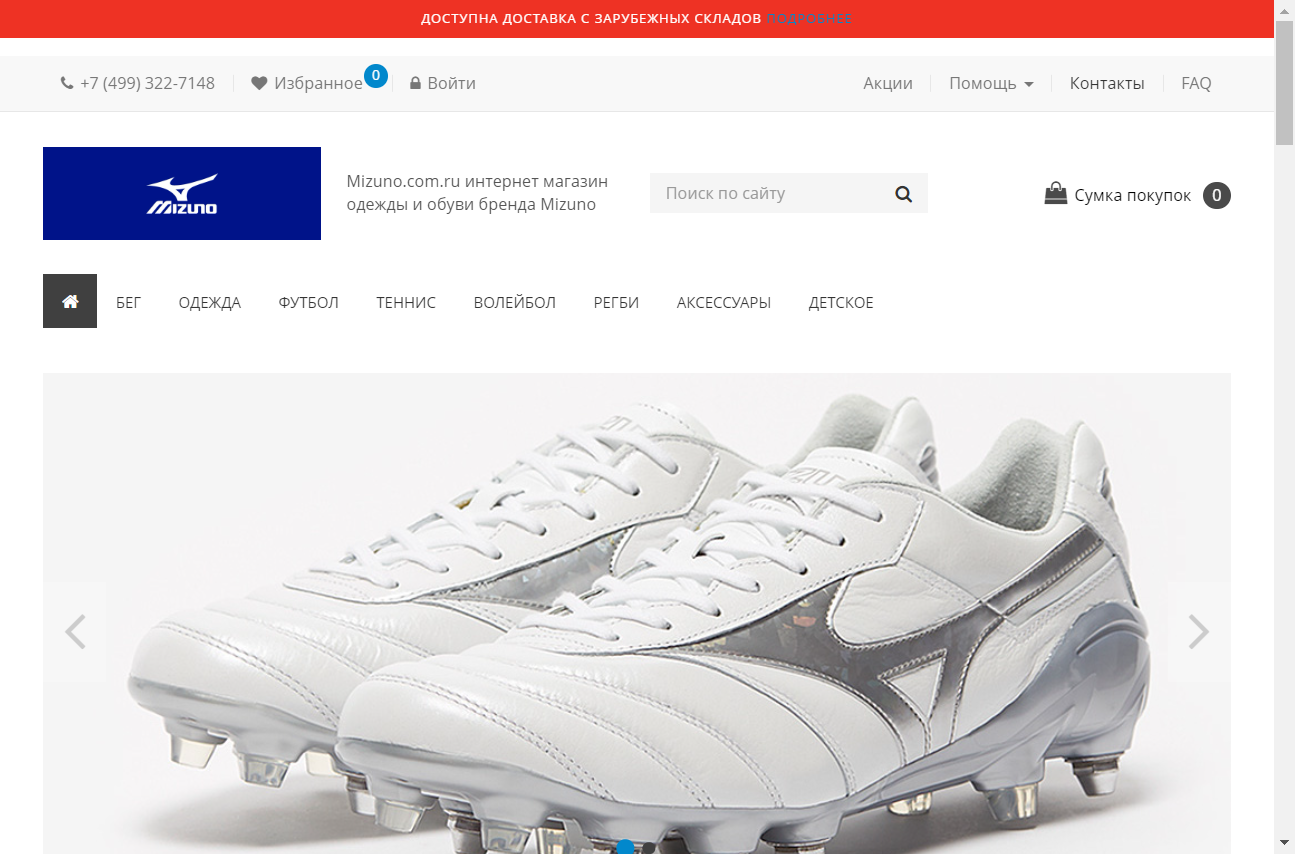 ДОСТУПНА ДОСТАВКА С ЗАРУБЕЖНЫХ СКЛАДОВ ПОДРОБНЕЕ
+7 (499) 322-7148 Избранное 0 Войти Акции Помощь Контакты FAQ
MIZUNO
Mizuno.com.ru интернет магазин
одежды и обуви бренда Mizuno
Поиск по сайту
Сумка покупок 0
БЕГ ОДЕЖДА ФУТБОЛ ТЕННИС ВОЛЕЙБОЛ РЕГБИ АКСЕССУАРЫ ДЕТСКОЕ